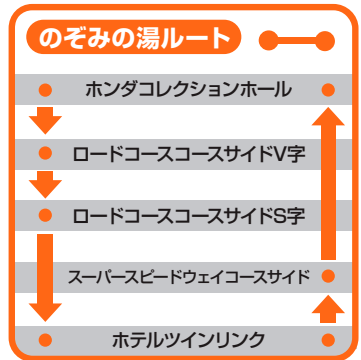 のぞみの湯ルート
ホンダコレクションホール
ロードコースコースサイドV字
ロードコースコースサイドS字
スーパースピードウェイコースサイド
ホテルツインリンク